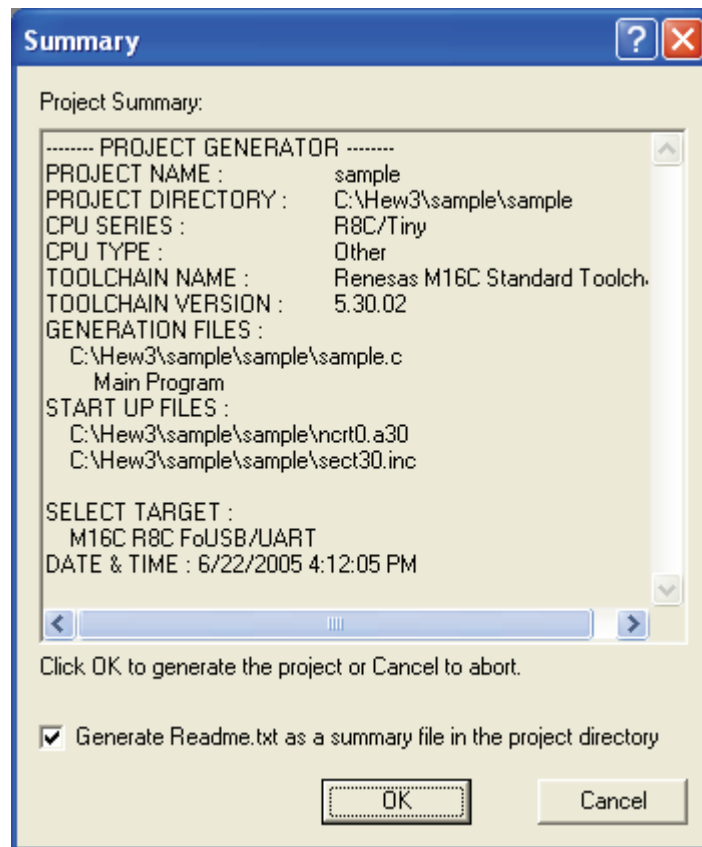 Summary
Project Summary:
-------- PROJECT GENERATOR --------
PROJECT NAME : sample
PROJECT DIRECTORY : C:\Hew3\sample\sample
CPU SERIES : R8C/Tiny
CPU TYPE : Other
TOOLCHAIN NAME : Renesas M16C Standard Toolch
TOOLCHAIN VERSION : 5.30.02
GENERATION FILES :
C:\Hew3\sample\sample\sample.c
Main Program
START UP FILES :
C:\Hew3\sample\sample\ncrt0.a30
C:\Hew3\sample\sample\sect30.inc
SELECT TARGET :
M16C R8C FoUSB/UART
DATE & TIME : 6/22/2005 4:12:05 PM
Click OK to generate the project or Cancel to abort.
Generate Readme.txt as a summary file in the project directory
OK Cancel